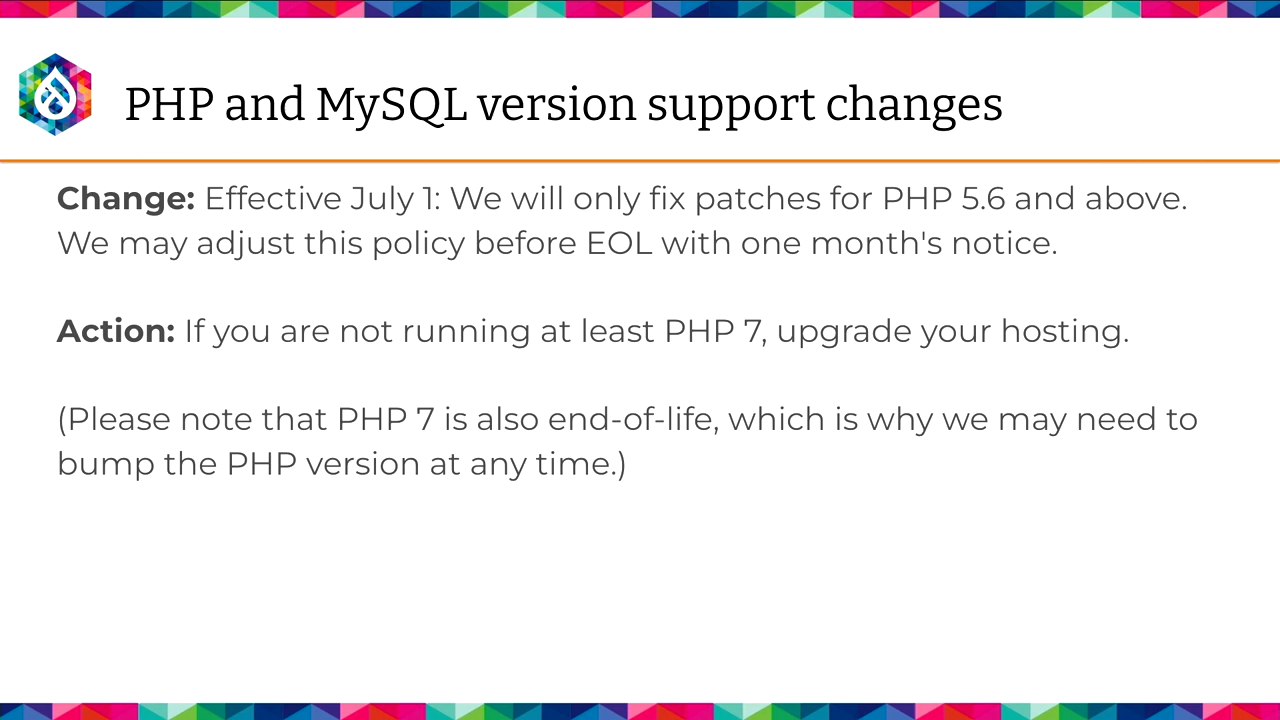 PHP and MySQL version support changes
Change: Effective July 1: We will only fix patches for PHP 5.6 and above.
We may adjust this policy before EOL with one month's notice.
Action: If you are not running at least PHP 7, upgrade your hosting.
(Please note that PHP 7 is also end-of-life, which is why we may need to
bump the PHP version at any time.)